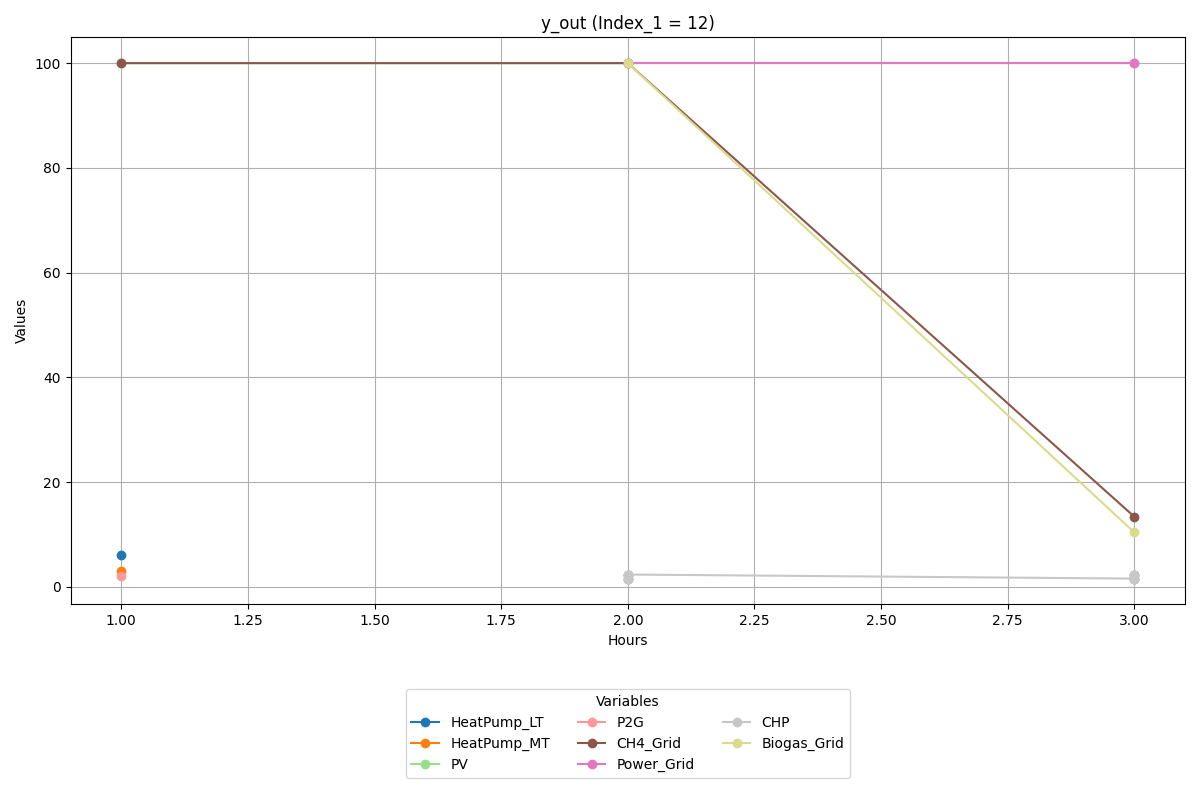 y_out (Index_1 = 12)
100
80
60
40
20
0
Values
1.00 1.25 1.50 1.75 2.00 2.25 2.50 2.75 3.00
Hours
Variables
HeatPump_LT
HeatPump_MT
PV
P2G
CH4_Grid
Power_Grid
CHP
Biogas_Grid